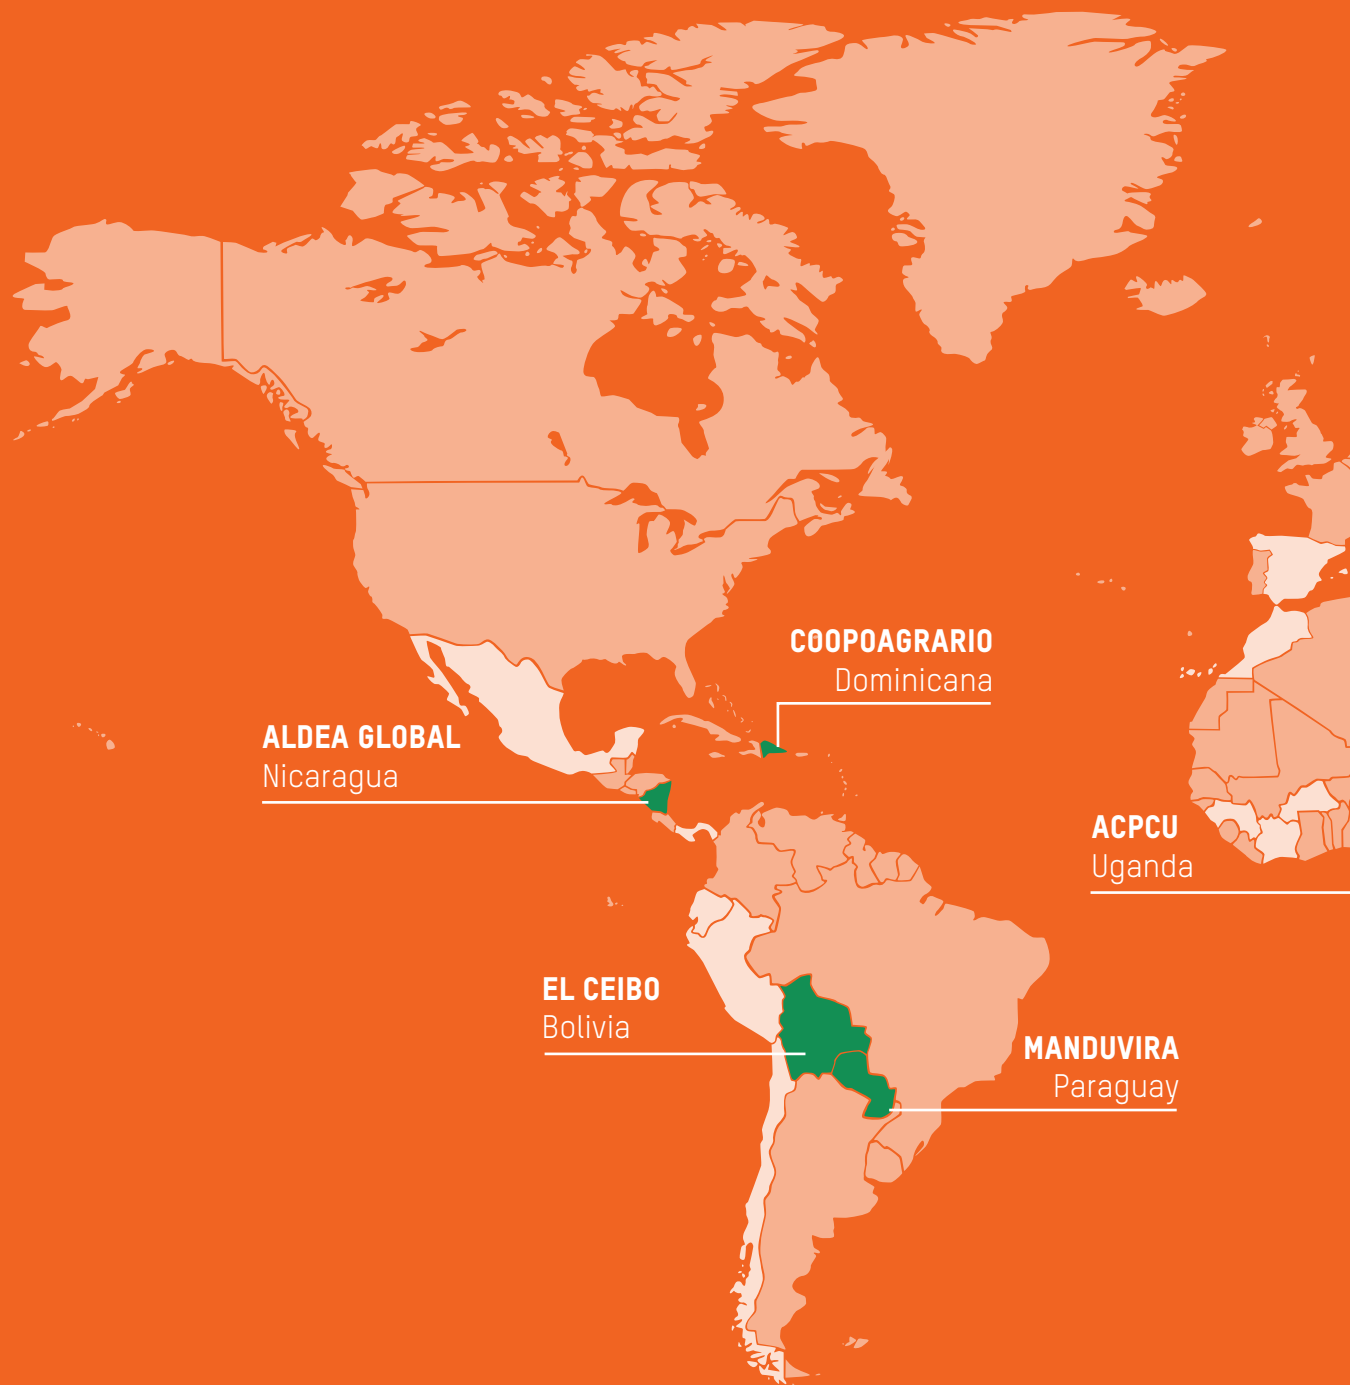 COOPOAGRARIO
Dominicana
ALDEA GLOBAL
Nicaragua
ACPCU
Uganda
EL CEIBO
Bolivia
MANDUVIRA
Paraguay